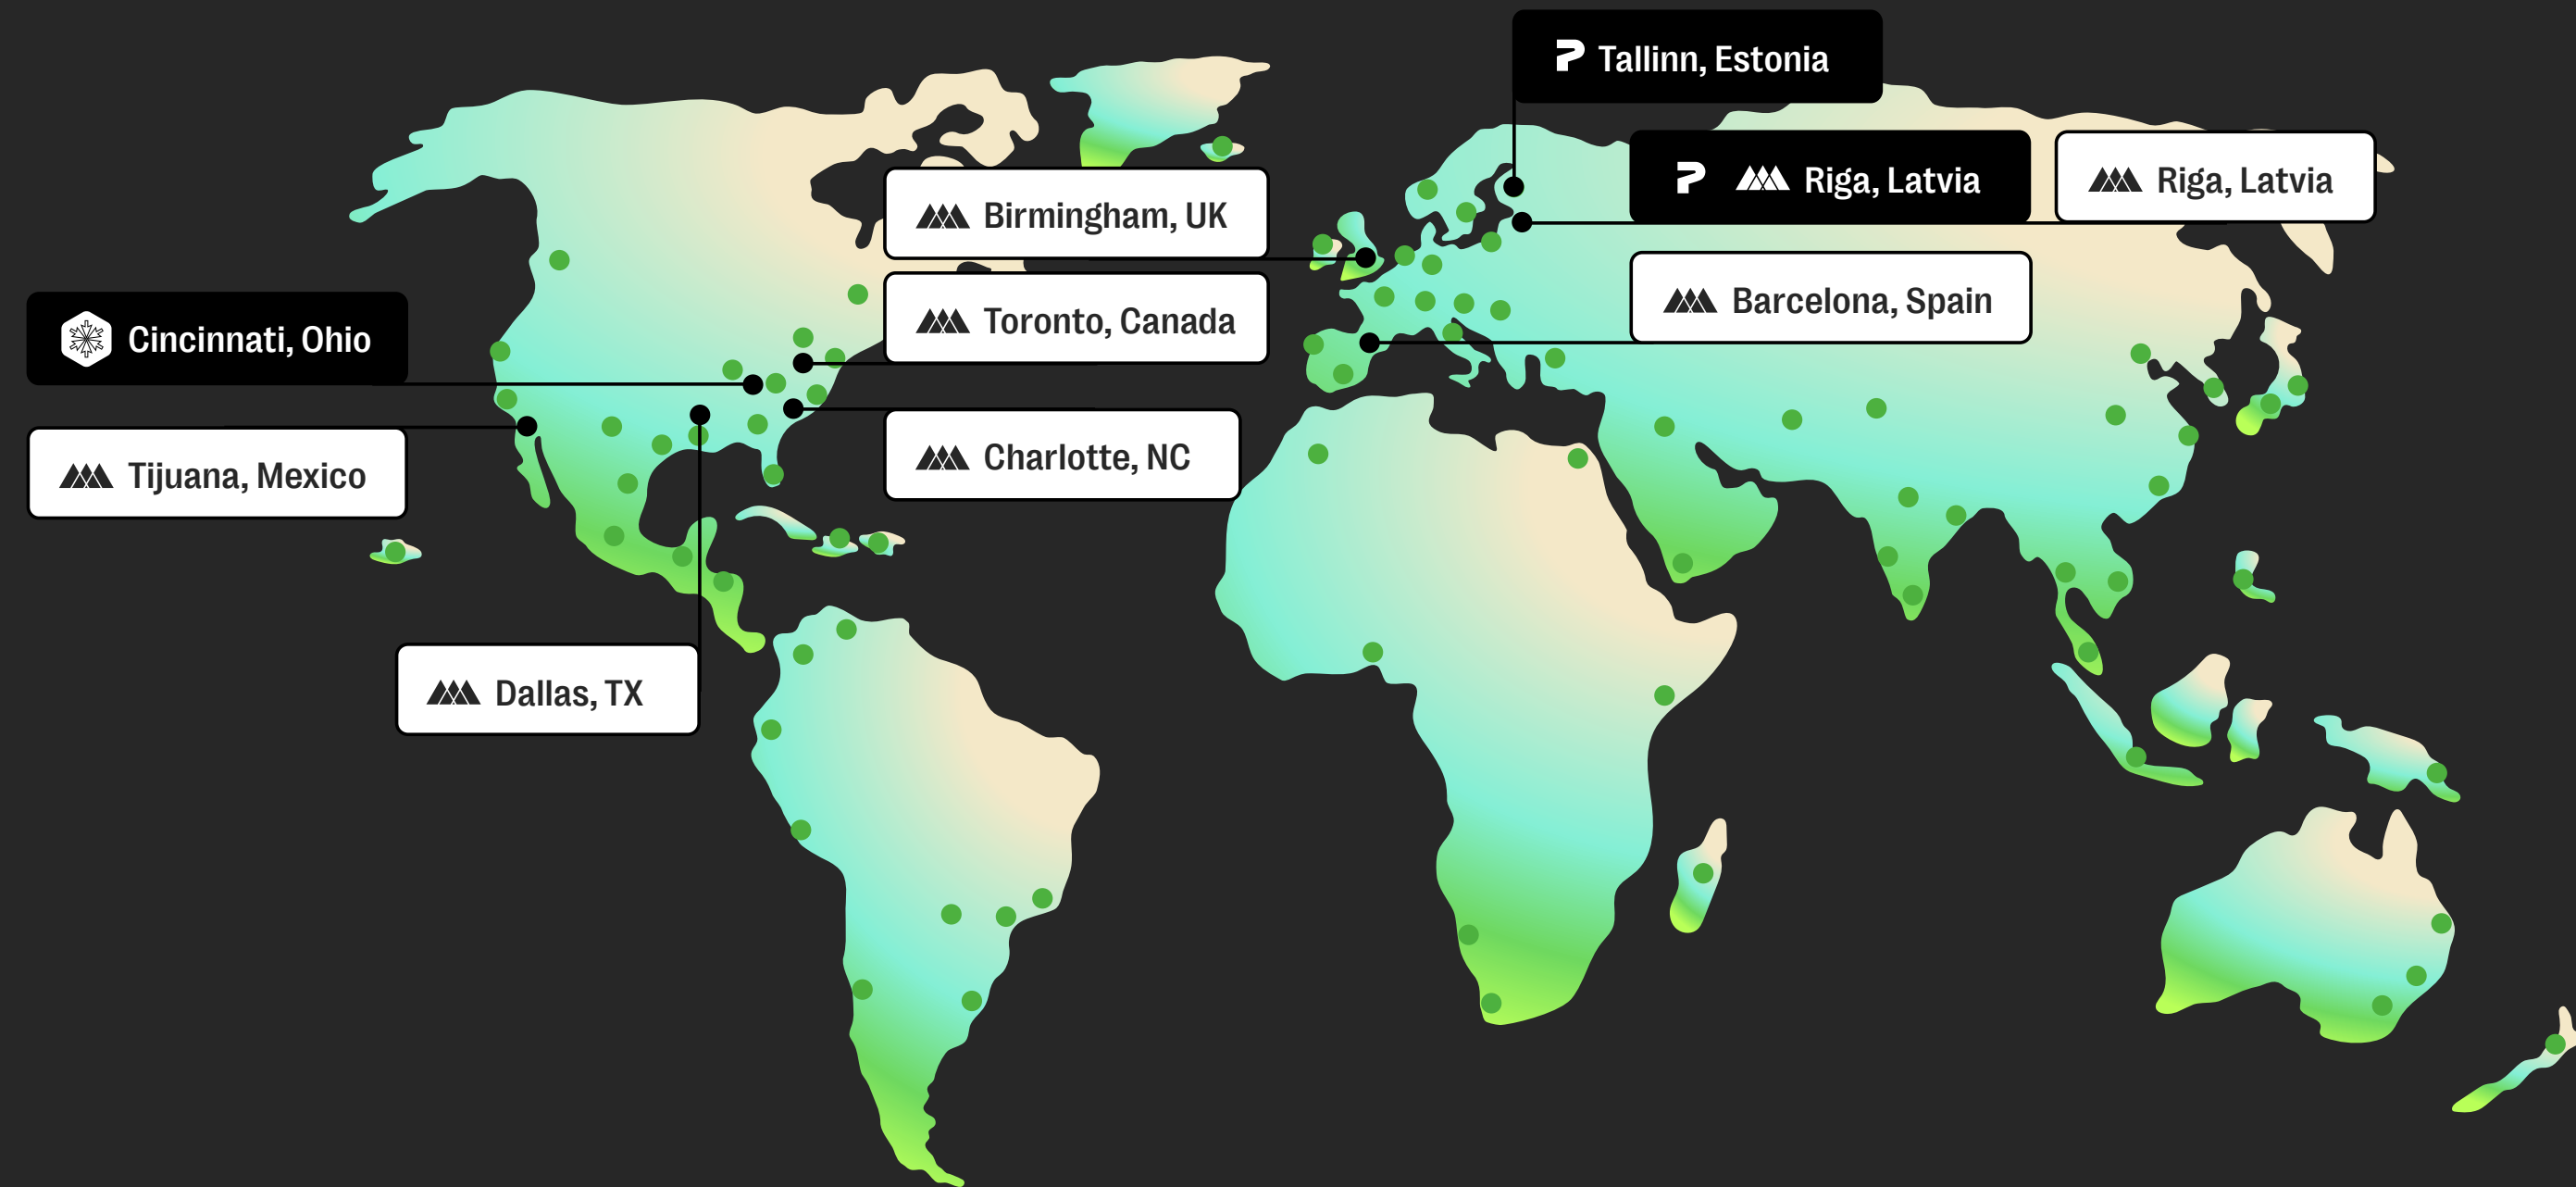 Tallinn, Estonia
Riga, Latvia
Riga, Latvia
Birmingham, UK
Barcelona, Spain
Toronto, Canada
Cincinnati, Ohio
Charlotte, NC
Tijuana, Mexico
Dallas, TX